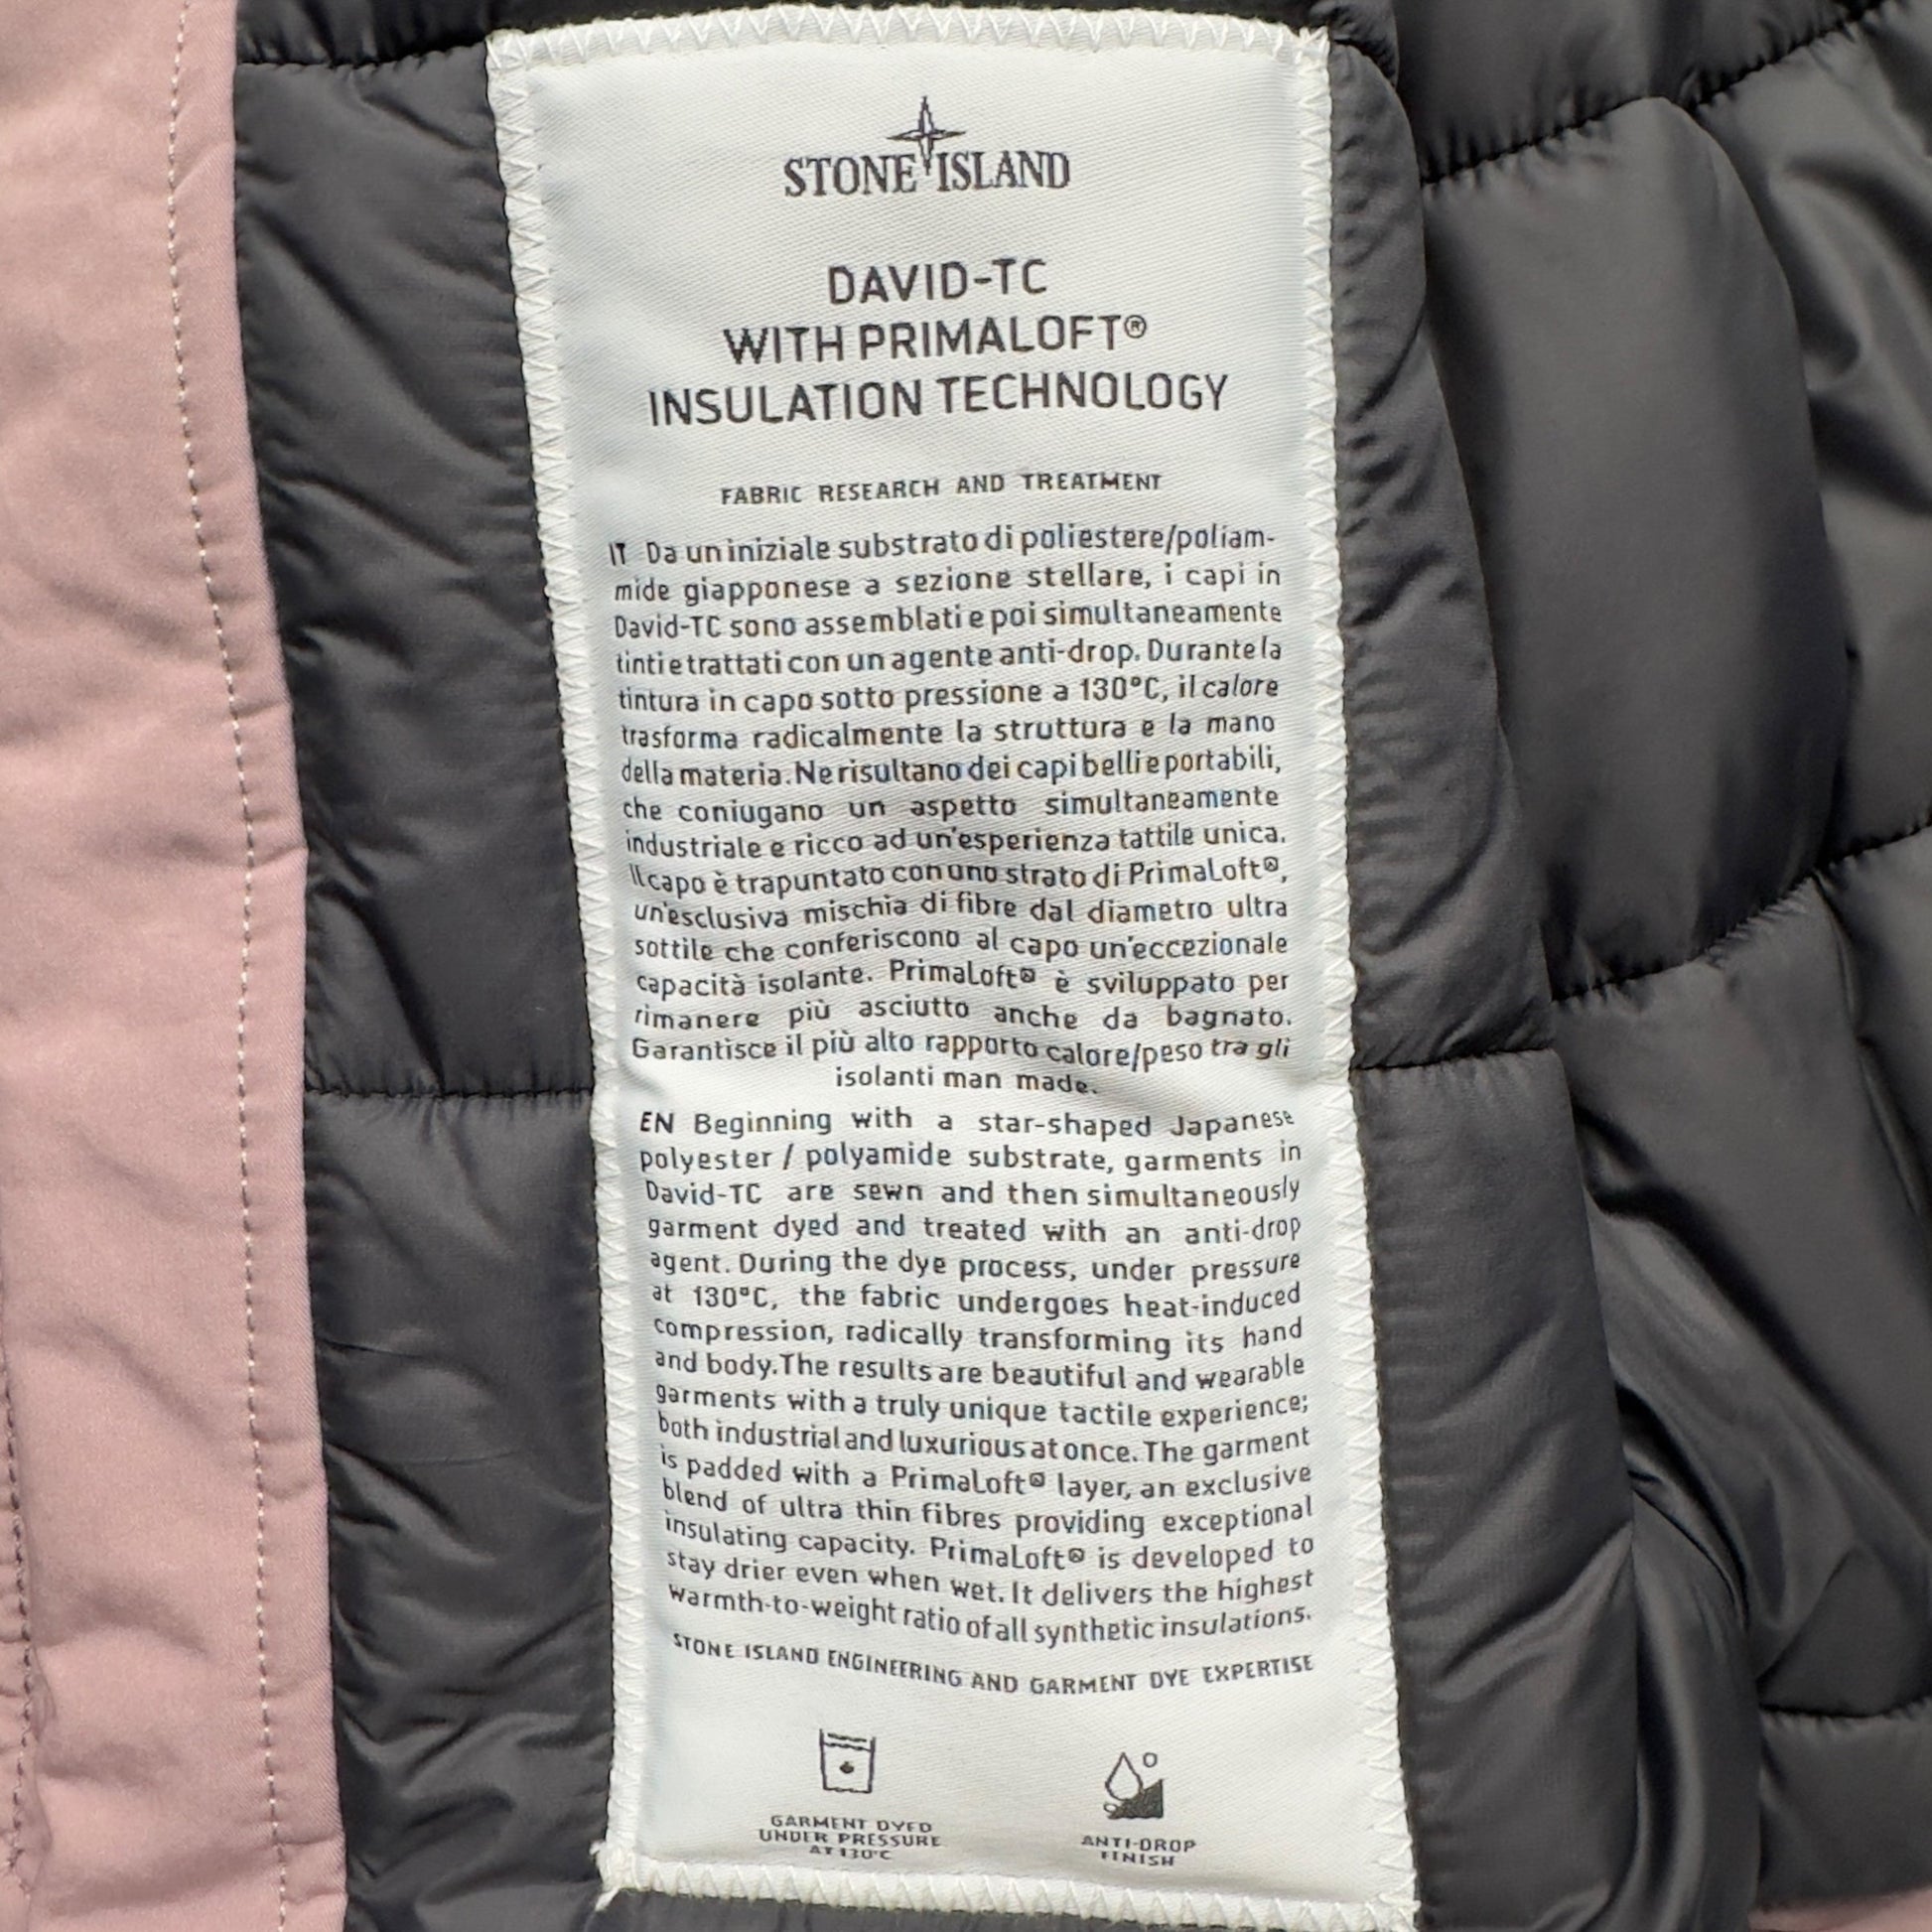 STONE ISLAND
DAVID-TC
WITH PRIMALOFT®
INSULATION TECHNOLOGY
FABRIC RESEARCH AND TREATMENT
IT Da un iniziale substrato di poliestere/poliam-
mide giapponese a sezione stellare, i capi in
David-TC sono assemblati e poi simultaneamente
tinti e trattati con un agente anti-drop. Durante la
tintura in capo sotto pressione a 130°C, il calore
trasforma radicalmente la struttura e la mano
della materia. Ne risultano dei capi belli e portabili,
che coniugano un aspetto simultaneamente
industriale e ricco ad un'esperienza tattile unica.
Il capo è trapuntato con uno strato di PrimaLoft®,
un'esclusiva mischia di fibre dal diametro ultra
sottile che conferiscono al capo un'eccezionale
capacità isolante. PrimaLoft® è sviluppato per
rimanere più asciutto anche da bagnato.
Garantisce il più alto rapporto calore/peso tra gli
isolanti man made.
EN Beginning with a star-shaped Japanese
polyester / polyamide substrate, garments in
David-TC are sewn and then simultaneously
garment dyed and treated with an anti-drop
agent. During the dye process, under pressure
at 130°C, the fabric undergoes heat-induced
compression, radically transforming its hand
and body. The results are beautiful and wearable
garments with a truly unique tactile experience;
both industrial and luxurious at once. The garment
is padded with a PrimaLoft® layer, an exclusive
blend of ultra thin fibres providing exceptional
insulating capacity. PrimaLoft® is developed to
stay drier even when wet. It delivers the highest
warmth-to-weight ratio of all synthetic insulations.
STONE ISLAND ENGINEERING AND GARMENT DYE EXPERTISE
GARMENT DYED
UNDER PRESSURE
AT 130°C
ANTI-DROP
FINISH